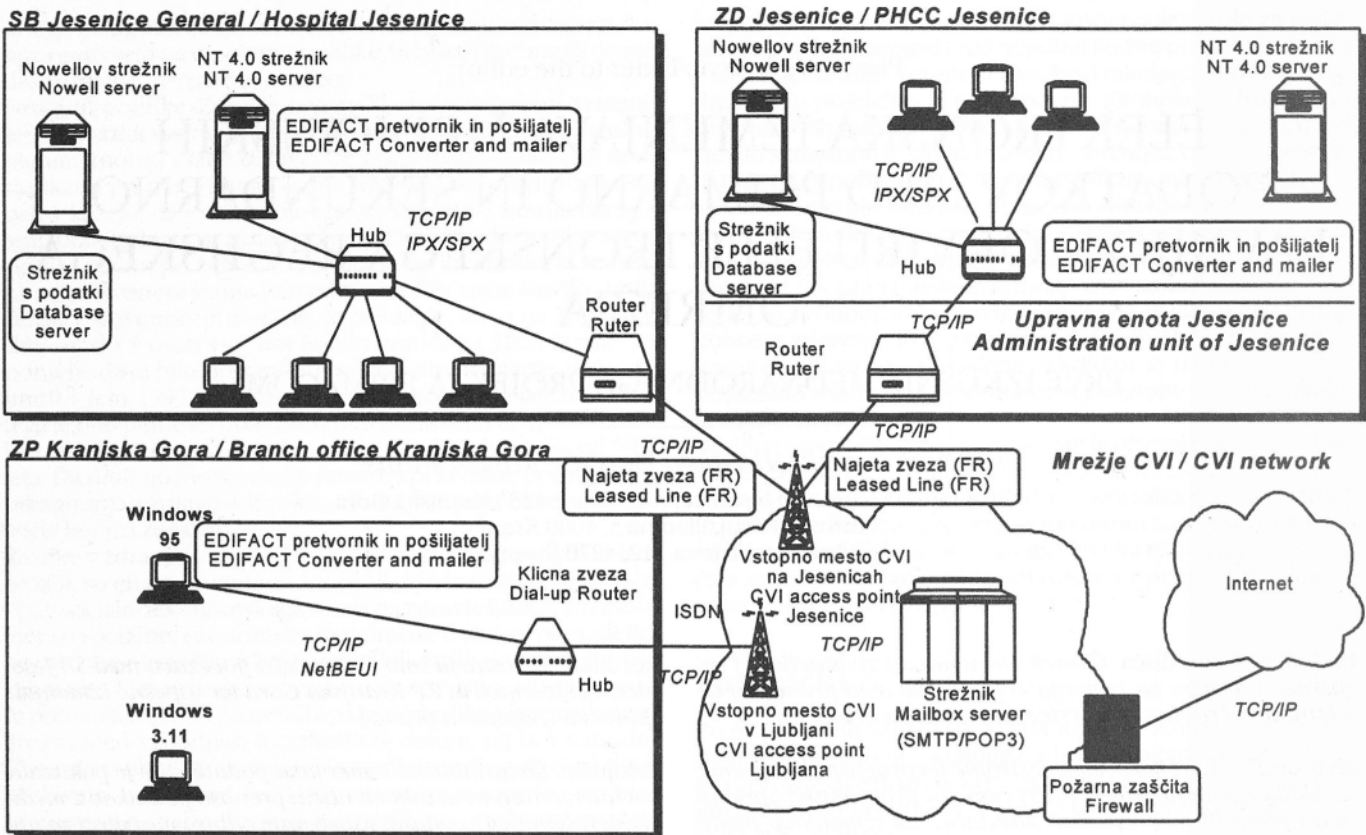 SB Jesenice General / Hospital Jesenice
Nowellov strežnik
Nowell server
NT 4.0 strežnik
NT 4.0 server
EDIFACT pretvornik in pošiljatelj
EDIFACT Converter and mailer
TCP/IP
IPX/SPX
Hub
Strežnik
s podatki
Database
server
Router
Ruter
ZD Jesenice / PHCC Jesenice
Nowellov strežnik
Nowell server
NT 4.0 strežnik
NT 4.0 server
TCP/IP
IPX/SPX
Strežnik
s podatki
Database
server
Hub
EDIFACT pretvornik in pošiljatelj
EDIFACT Converter and mailer
TCP/IP
Upravna enota Jesenice
Administration unit of Jesenice
Router
Ruter
ZP Kranjska Gora / Branch office Kranjska Gora
Windows
95
EDIFACT pretvornik in pošiljatelj
EDIFACT Converter and mailer
Klicna zveza
Dial-up Router
TCP/IP
NetBEUI
Hub
Windows
3.11
TCP/IP
TCP/IP
Najeta zveza (FR)
Leased Line (FR)
Najeta zveza (FR)
Leased Line (FR)
Mrežje CVI / CVI network
Vstopno mesto CVI
na Jesenicah
CVI access point
Jesenice
ISDN
TCP/IP
TCP/IP
Vstopno mesto CVI
v Ljubljani
CVI access point
Ljubljana
Strežnik
Mailbox server
(SMTP/POP3)
Internet
TCP/IP
Požarna zaščita
Firewall